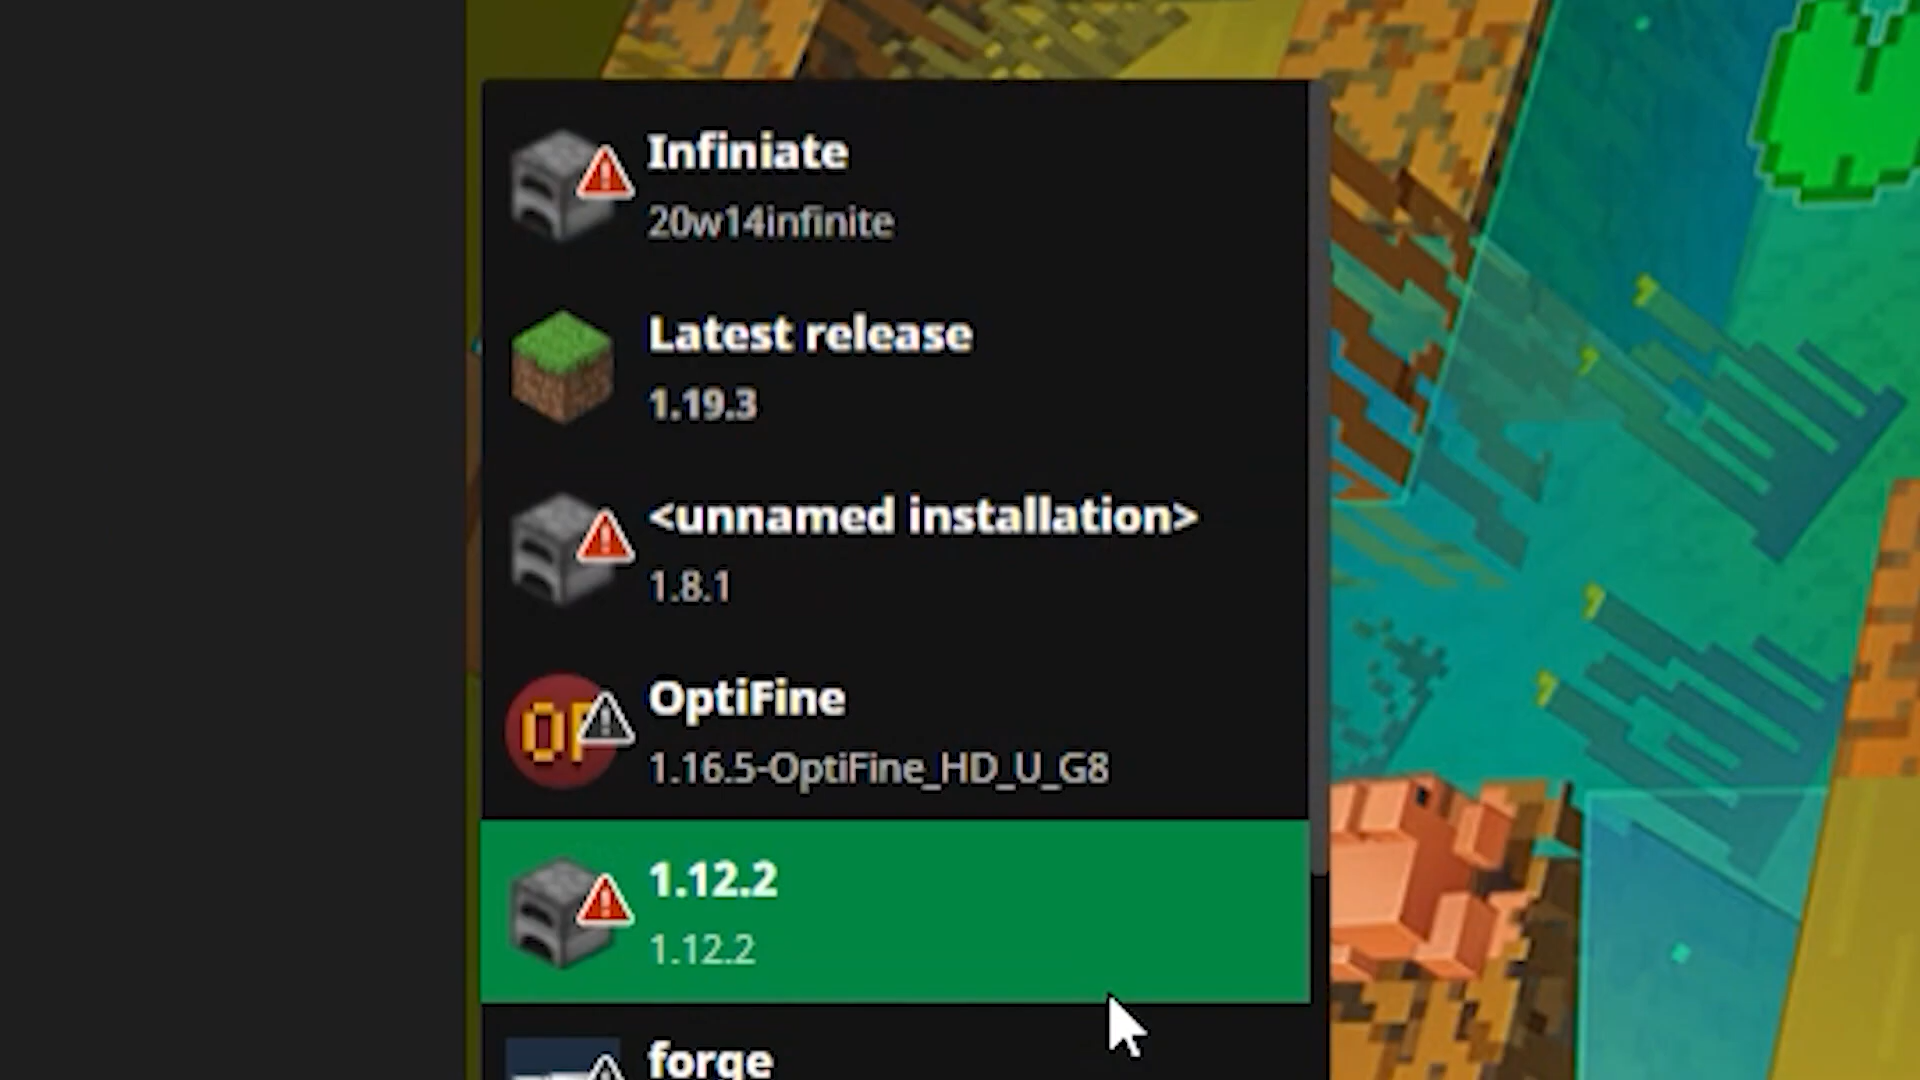 Infiniate
20w14infinite
Latest release
1.19.3
<unnamed installation>
1.8.1
OF
OptiFine
1.16.5-OptiFine_HD_U_G8
1.12.2
1.12.2
forge